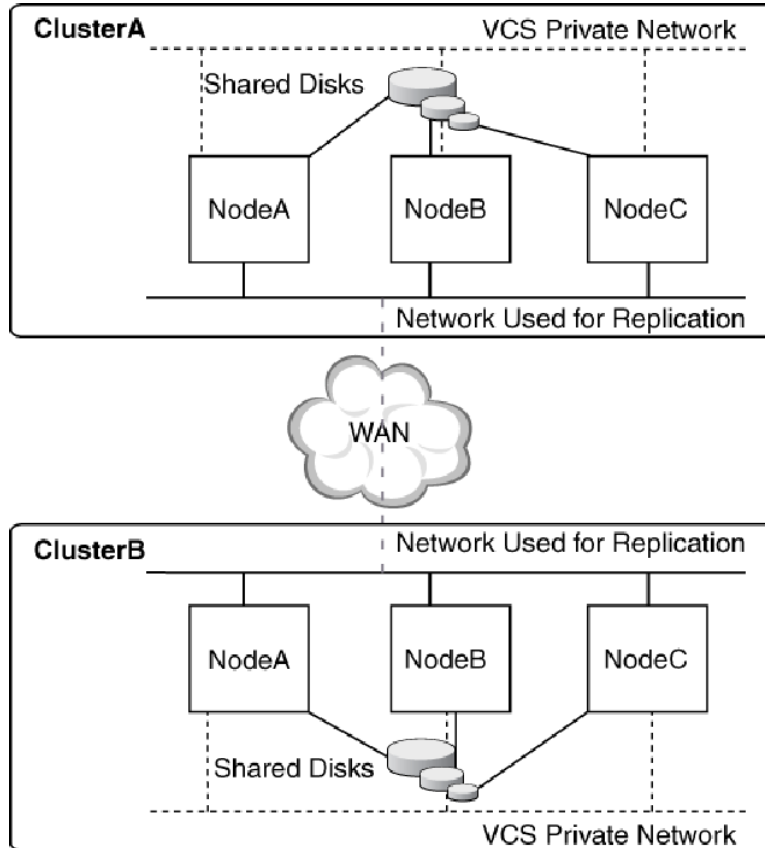 ClusterA
VCS Private Network
Shared Disks
NodeA
NodeB
NodeC
Network Used for Replication
WAN
ClusterB
Network Used for Replication
NodeA
NodeB
NodeC
Shared Disks
VCS Private Network